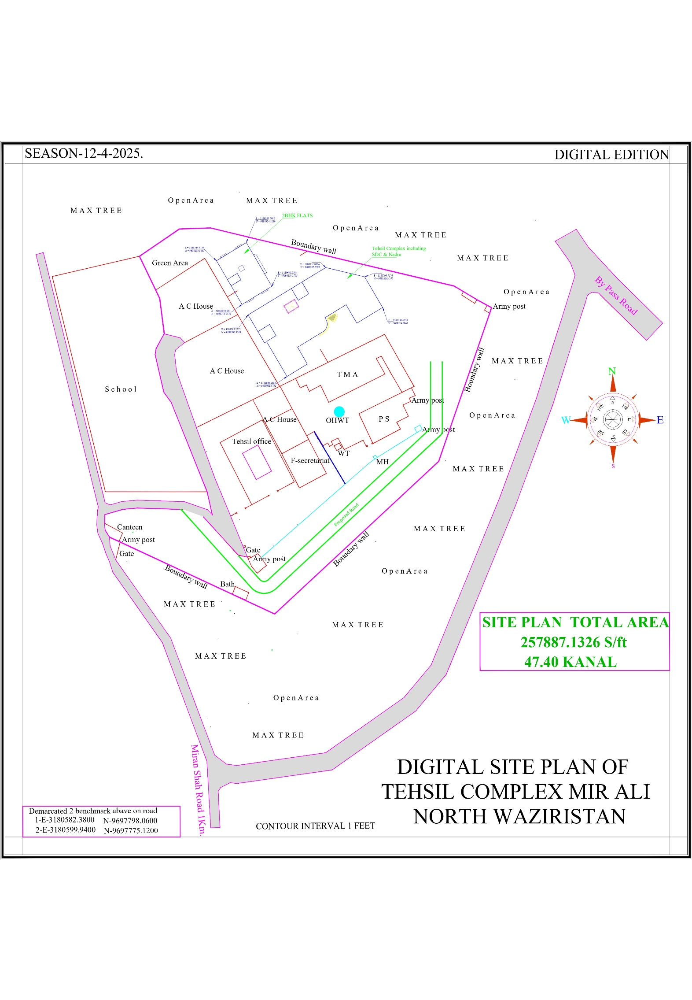 SEASON-12-4-2025.
DIGITAL EDITION
OpenArea
MAX TREE
MAX TREE
2BHK FLATS
OpenArea
MAX TREE
Boundary wall
Tehsil Complex including
SDC & Nadra
MAX TREE
Green Area
OpenArea
By Pass Road
A C House
Army post
Boundary wall
MAX TREE
A C House
T M A
N
School
Army post
OpenArea
A C House
OHWT
P S
W
E
N
NE
E
SE
S
SW
W
NW
Army post
Tehsil office
WT
F-secretariat
MH
MAX TREE
S
Proposed Road
Canteen
MAX TREE
Army post
Gate
Gate
Army post
Boundary wall
Boundary wall
OpenArea
Bath
MAX TREE
SITE PLAN TOTAL AREA
257887.1326 S/ft
47.40 KANAL
MAX TREE
MAX TREE
OpenArea
MAX TREE
Miran Shah Road 1Km.
DIGITAL SITE PLAN OF
TEHSIL COMPLEX MIR ALI
NORTH WAZIRISTAN
Demarcated 2 benchmark abave on road
1-E-3180582.3800 N-9697798.0600
2-E-3180599.9400 N-9697775.1200
CONTOUR INTERVAL 1 FEET